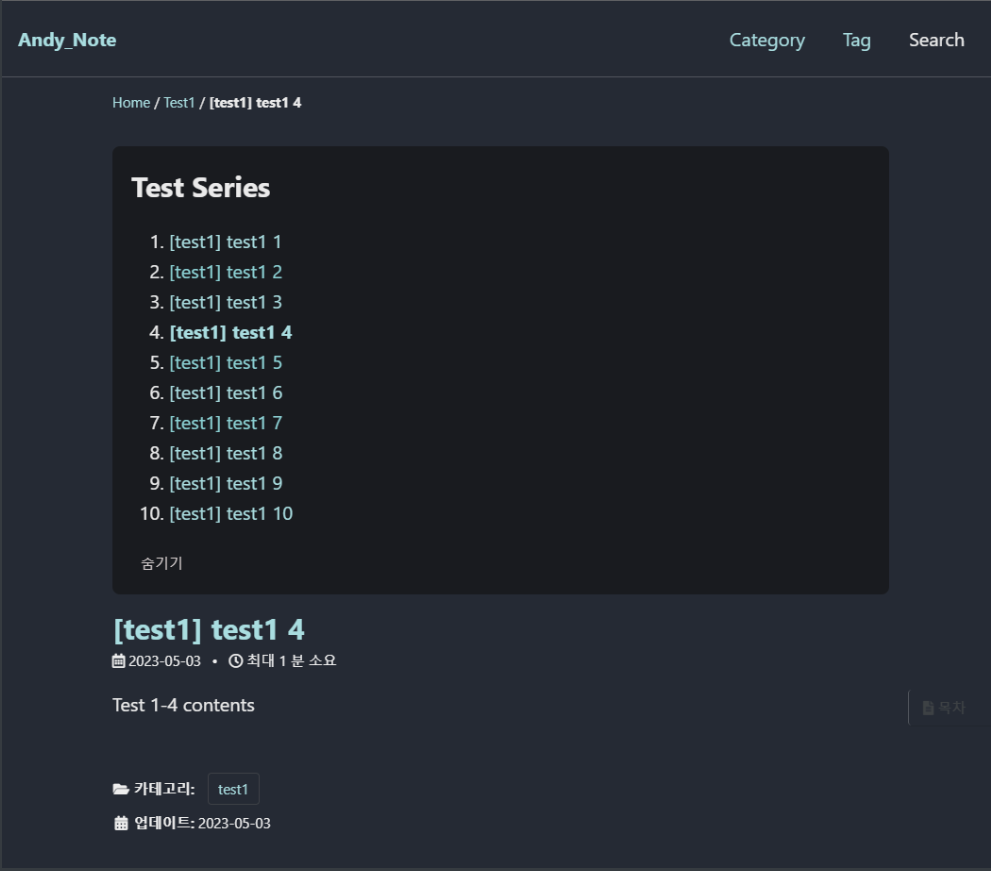 Andy_Note Category Tag Search
Home / Test1 / [test1] test1 4
Test Series
1. [test1] test1 1
2. [test1] test1 2
3. [test1] test1 3
4. [test1] test1 4
5. [test1] test1 5
6. [test1] test1 6
7. [test1] test1 7
8. [test1] test1 8
9. [test1] test1 9
10. [test1] test1 10
숨기기
[test1] test1 4
2023-05-03 • 최대 1 분 소요
Test 1-4 contents
목차
카테고리: test1
업데이트: 2023-05-03